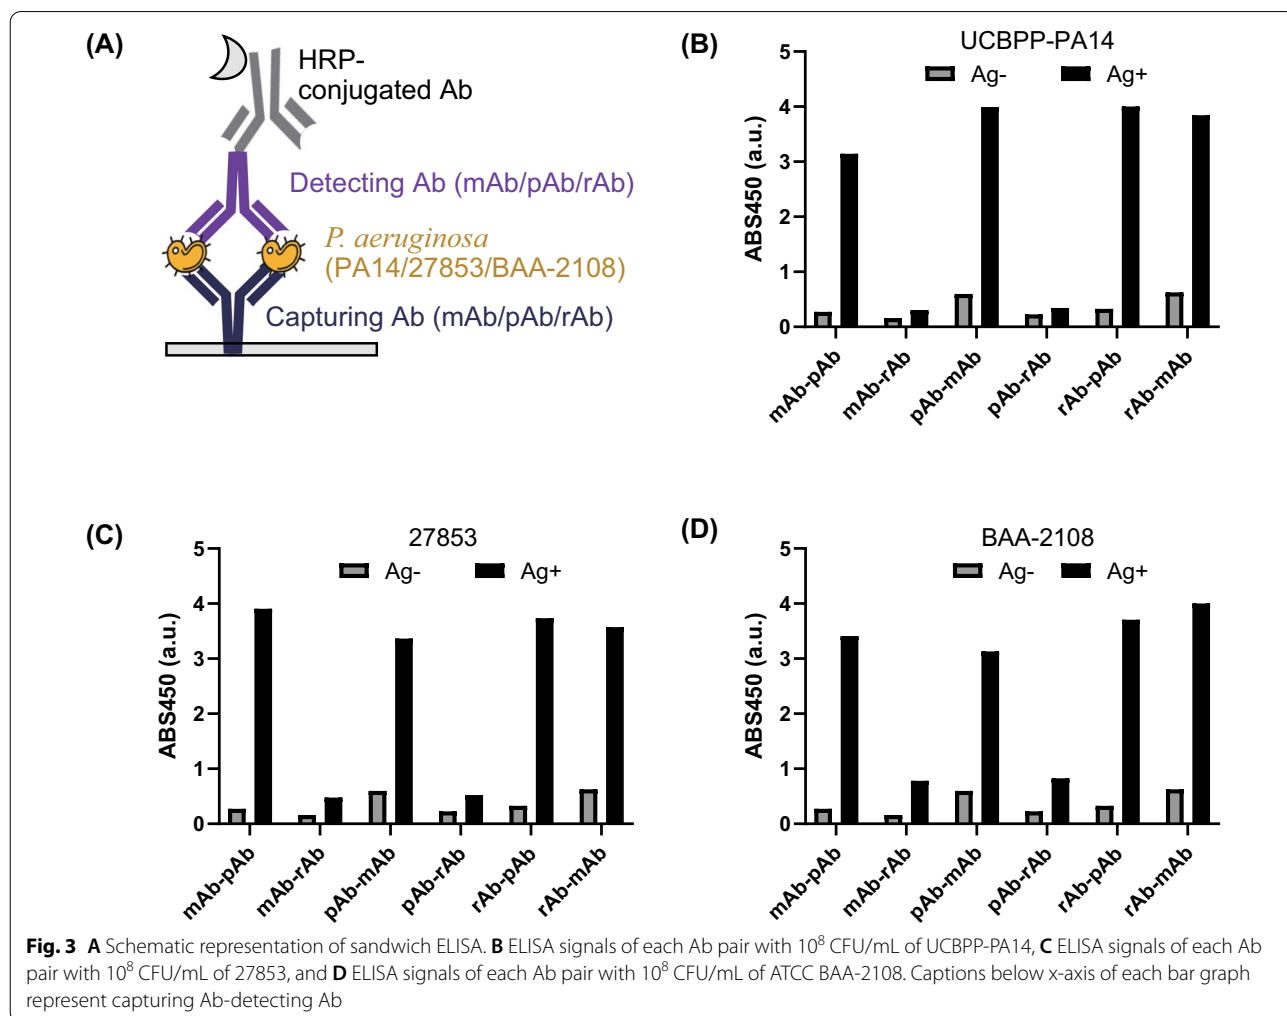 (A)
HRP-
conjugated Ab
Detecting Ab (mAb/pAb/rAb)
P. aeruginosa
(PA14/27853/BAA-2108)
Capturing Ab (mAb/pAb/rAb)
(B)
UCBPP-PA14
Ag- Ag+
ABS450 (a.u.)
5
4
3
2
1
0
mAb-pAb
mAb-rAb
pAb-mAb
pAb-rAb
rAb-pAb
rAb-mAb
(C)
27853
Ag- Ag+
ABS450 (a.u.)
5
4
3
2
1
0
mAb-pAb
mAb-rAb
pAb-mAb
pAb-rAb
rAb-pAb
rAb-mAb
(D)
BAA-2108
Ag- Ag+
ABS450 (a.u.)
5
4
3
2
1
0
mAb-pAb
mAb-rAb
pAb-mAb
pAb-rAb
rAb-pAb
rAb-mAb
Fig. 3 A Schematic representation of sandwich ELISA. B ELISA signals of each Ab pair with 10⁸ CFU/mL of UCBPP-PA14, C ELISA signals of each Ab
pair with 10⁸ CFU/mL of 27853, and D ELISA signals of each Ab pair with 10⁸ CFU/mL of ATCC BAA-2108. Captions below x-axis of each bar graph
represent capturing Ab-detecting Ab